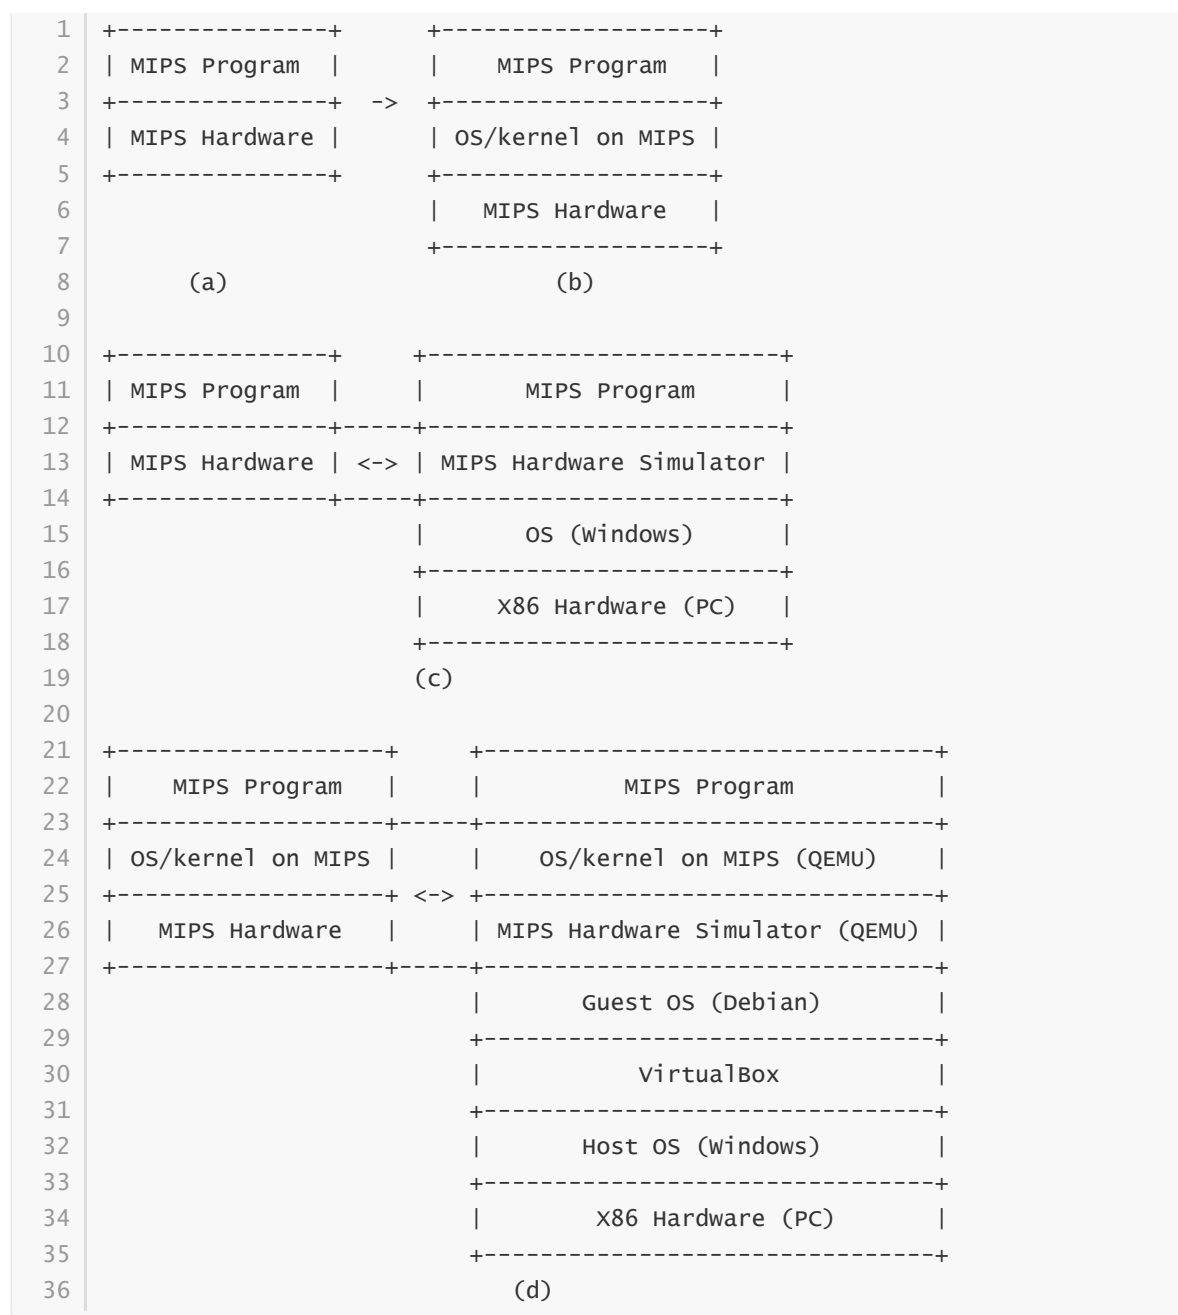 1 +---------------+      +-------------------+
2 | MIPS Program  |      |    MIPS Program   |
3 +---------------+  ->  +-------------------+
4 | MIPS Hardware |      | OS/kernel on MIPS |
5 +---------------+      +-------------------+
6                        |   MIPS Hardware   |
7                        +-------------------+
8       (a)                       (b)
9
10 +---------------+     +-------------------------+
11 | MIPS Program  |     |       MIPS Program      |
12 +---------------+-----+-------------------------+
13 | MIPS Hardware | <-> | MIPS Hardware Simulator |
14 +---------------+-----+-------------------------+
15                       |       OS (Windows)      |
16                       +-------------------------+
17                       |     X86 Hardware (PC)   |
18                       +-------------------------+
19                       (c)
20
21 +-------------------+     +--------------------------------+
22 |    MIPS Program   |     |          MIPS Program          |
23 +-------------------+-----+--------------------------------+
24 | OS/kernel on MIPS |     |    OS/kernel on MIPS (QEMU)    |
25 +-------------------+ <-> +--------------------------------+
26 |   MIPS Hardware   |     | MIPS Hardware Simulator (QEMU) |
27 +-------------------+-----+--------------------------------+
28                           |       Guest OS (Debian)        |
29                           +--------------------------------+
30                           |           VirtualBox           |
31                           +--------------------------------+
32                           |       Host OS (Windows)        |
33                           +--------------------------------+
34                           |        X86 Hardware (PC)       |
35                           +--------------------------------+
36                              (d)